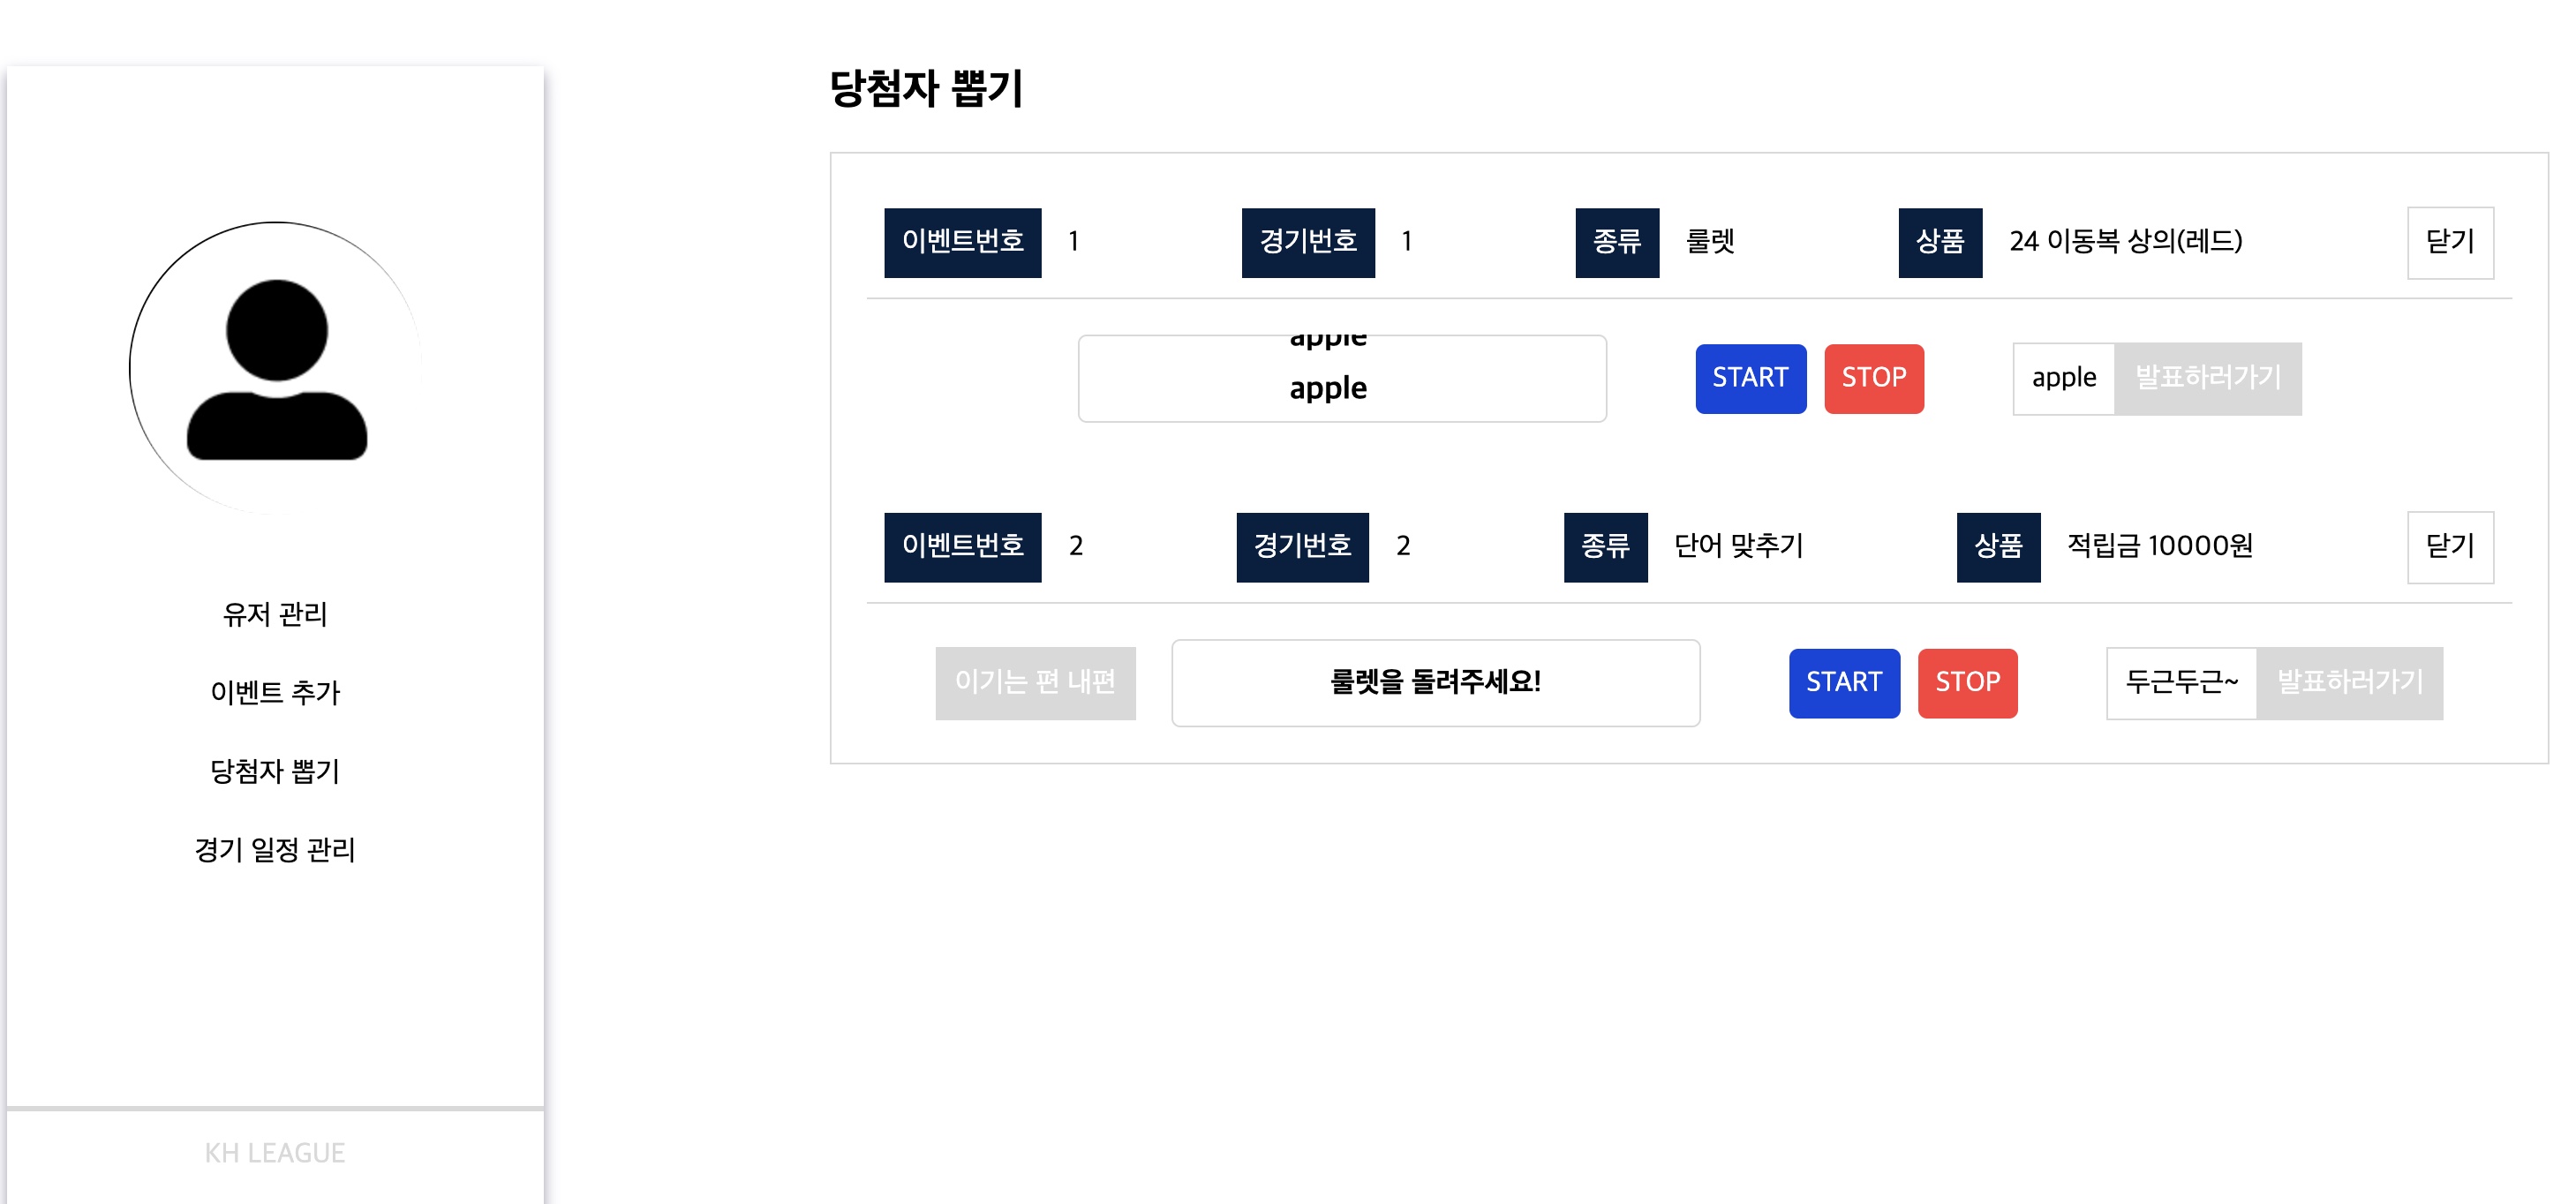 당첨자 뽑기
이벤트번호 1 경기번호 1 종류 룰렛 상품 24 이동복 상의(레드) 닫기
apple
apple START STOP apple 발표하러가기
이벤트번호 2 경기번호 2 종류 단어 맞추기 상품 적립금 10000원 닫기
이기는 편 내편 룰렛을 돌려주세요! START STOP 두근두근~ 발표하러가기
유저 관리
이벤트 추가
당첨자 뽑기
경기 일정 관리
KH LEAGUE